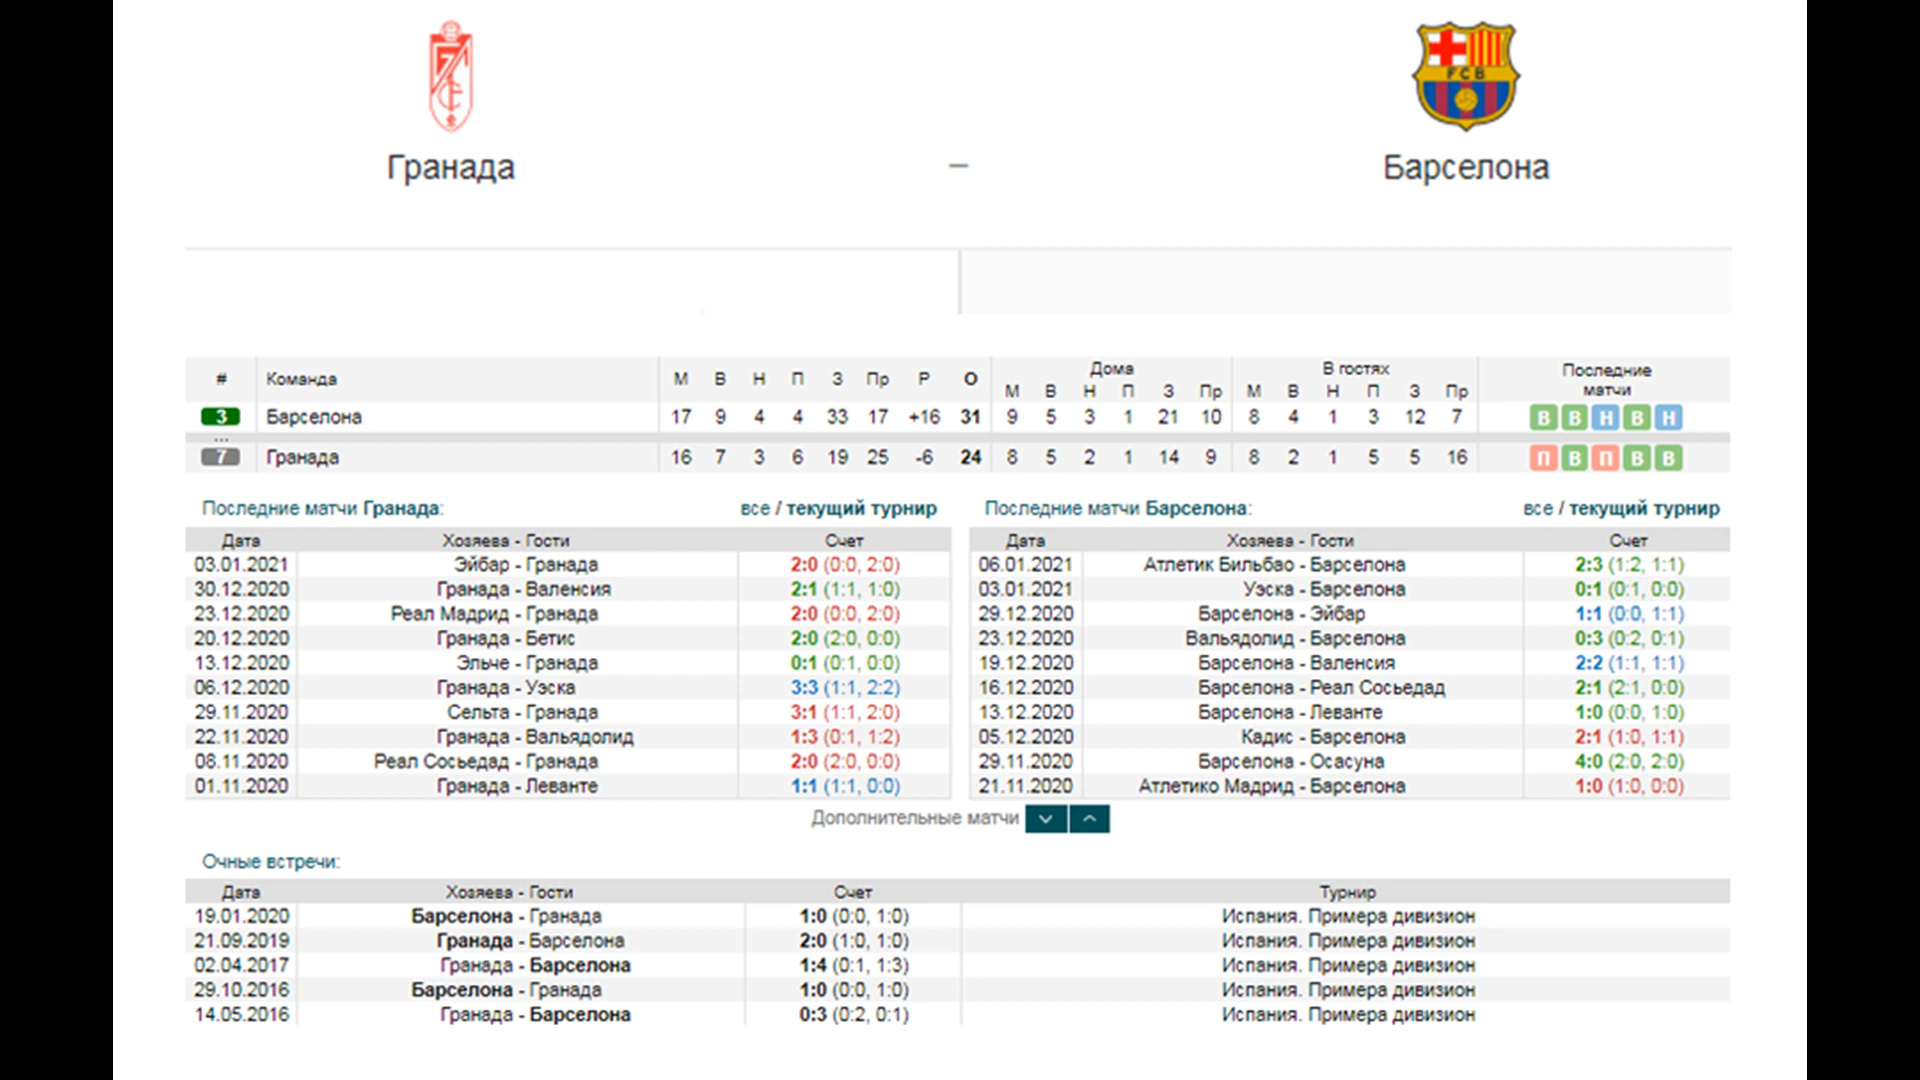 FCB
Гранада – Барселона
# Команда М В Н П З Пр Р О Дома М В Н П З Пр В гостях М В Н П З Пр Последние матчи
3 Барселона 17 9 4 4 33 17 +16 31 9 5 3 1 21 10 8 4 1 3 12 7 В В Н В Н
...
7 Гранада 16 7 3 6 19 25 -6 24 8 5 2 1 14 9 8 2 1 5 5 16 П В П В В
Последние матчи Гранада: все / текущий турнир
Дата Хозяева - Гости Счет
03.01.2021 Эйбар - Гранада 2:0 (0:0, 2:0)
30.12.2020 Гранада - Валенсия 2:1 (1:1, 1:0)
23.12.2020 Реал Мадрид - Гранада 2:0 (0:0, 2:0)
20.12.2020 Гранада - Бетис 2:0 (2:0, 0:0)
13.12.2020 Эльче - Гранада 0:1 (0:1, 0:0)
06.12.2020 Гранада - Уэска 3:3 (1:1, 2:2)
29.11.2020 Сельта - Гранада 3:1 (1:1, 2:0)
22.11.2020 Гранада - Вальядолид 1:3 (0:1, 1:2)
08.11.2020 Реал Сосьедад - Гранада 2:0 (2:0, 0:0)
01.11.2020 Гранада - Леванте 1:1 (1:1, 0:0)
Последние матчи Барселона: все / текущий турнир
Дата Хозяева - Гости Счет
06.01.2021 Атлетик Бильбао - Барселона 2:3 (1:2, 1:1)
03.01.2021 Уэска - Барселона 0:1 (0:1, 0:0)
29.12.2020 Барселона - Эйбар 1:1 (0:0, 1:1)
23.12.2020 Вальядолид - Барселона 0:3 (0:2, 0:1)
19.12.2020 Барселона - Валенсия 2:2 (1:1, 1:1)
16.12.2020 Барселона - Реал Сосьедад 2:1 (2:1, 0:0)
13.12.2020 Барселона - Леванте 1:0 (0:0, 1:0)
05.12.2020 Кадис - Барселона 2:1 (1:0, 1:1)
29.11.2020 Барселона - Осасуна 4:0 (2:0, 2:0)
21.11.2020 Атлетико Мадрид - Барселона 1:0 (1:0, 0:0)
Дополнительные матчи
Очные встречи:
Дата Хозяева - Гости Счет Турнир
19.01.2020 Барселона - Гранада 1:0 (0:0, 1:0) Испания. Примера дивизион
21.09.2019 Гранада - Барселона 2:0 (1:0, 1:0) Испания. Примера дивизион
02.04.2017 Гранада - Барселона 1:4 (0:1, 1:3) Испания. Примера дивизион
29.10.2016 Барселона - Гранада 1:0 (0:0, 1:0) Испания. Примера дивизион
14.05.2016 Гранада - Барселона 0:3 (0:2, 0:1) Испания. Примера дивизион